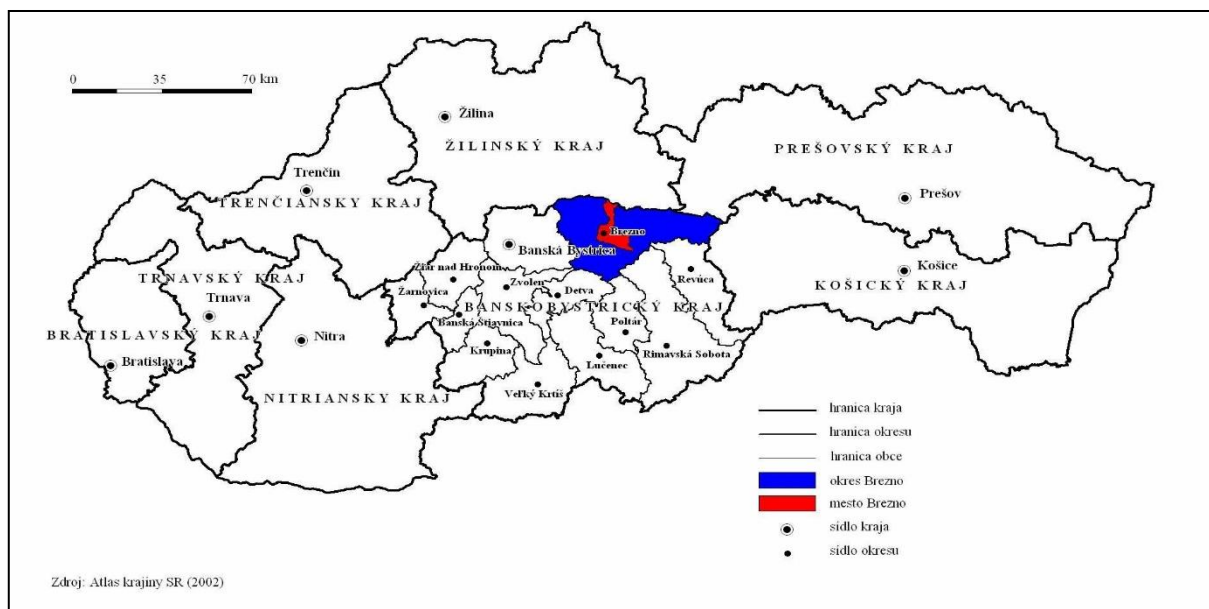 0 35 70 km
Žilina
ŽILINSKÝ KRAJ
PREŠOVSKÝ KRAJ
Trenčín
TRENČIANSKY KRAJ
Prešov
Brezno
Banská Bystrica
Žiar nad Hronom
Zvolen
Detva
Revúca
Košice
KOŠICKÝ KRAJ
TRNAVSKÝ KRAJ
Trnava
Žarnovica
BANSKOBYSTRICKÝ KRAJ
Banská Štiavnica
Poltár
BRATISLAVSKÝ KRAJ
Nitra
Krupina
Rimavská Sobota
Bratislava
Lučenec
NITRIANSKY KRAJ
Veľký Krtíš
hranica kraja
hranica okresu
hranica obce
okres Brezno
mesto Brezno
sídlo kraja
sídlo okresu
Zdroj: Atlas krajiny SR (2002)